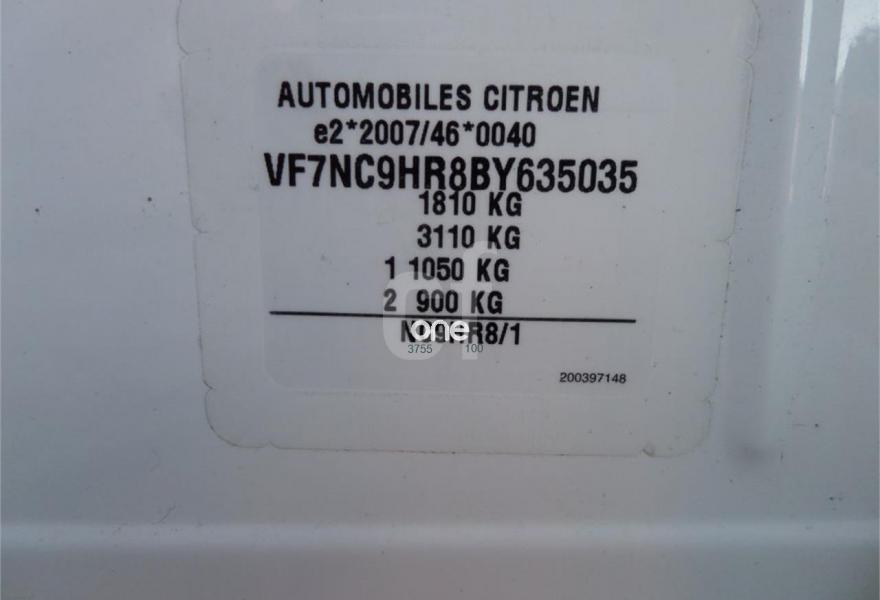 AUTOMOBILES CITROEN
e2*2007/46*0040
VF7NC9HR8BY635035
1810 KG
3110 KG
1 1050 KG
2 900 KG
one
3755 100
200397148